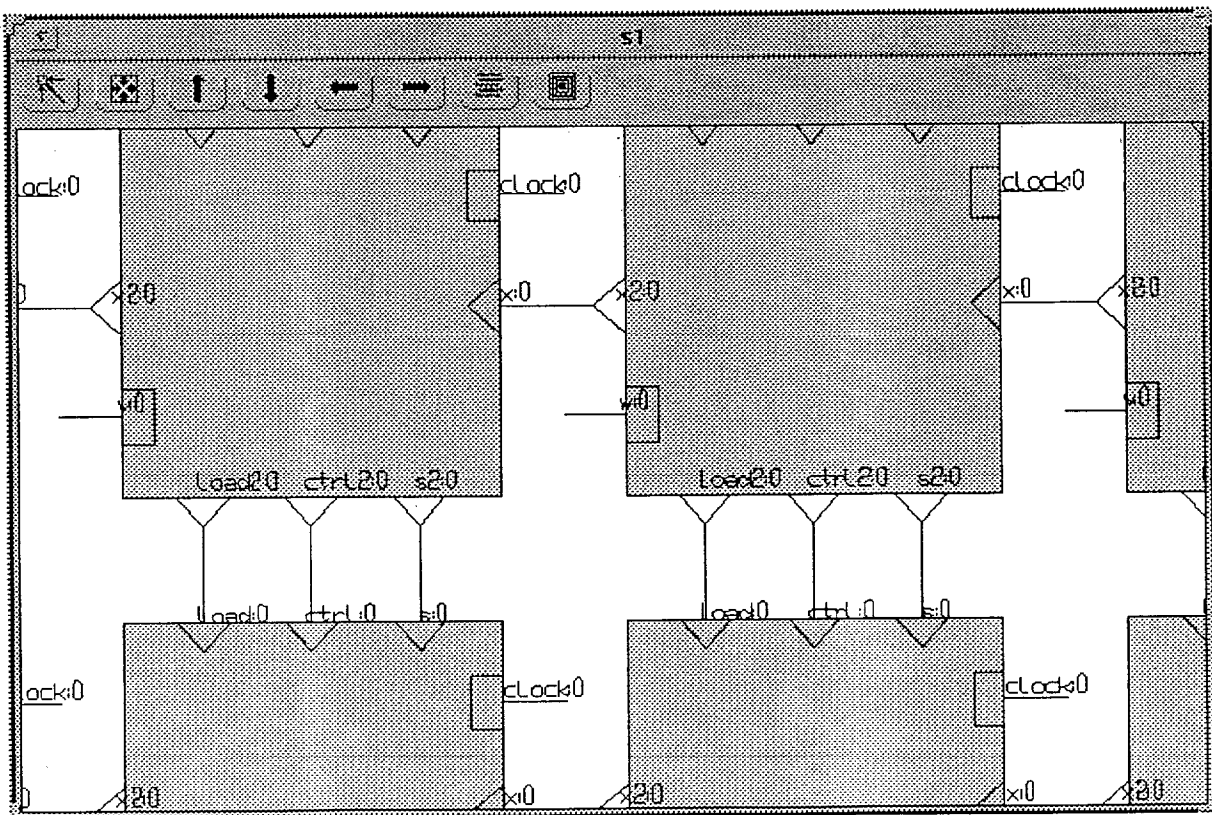 s1
ock:0 clock:0 clock:0
x2:0 x:0 x2:0 x:0 x2:0
w:0 w:0 w:0
load2:0 ctrl2:0 s2:0 load2:0 ctrl2:0 s2:0
load:0 ctrl:0 s:0 load:0 ctrl:0 s:0
ock:0 clock:0 clock:0
x2:0 x:0 x2:0 x:0 x2:0